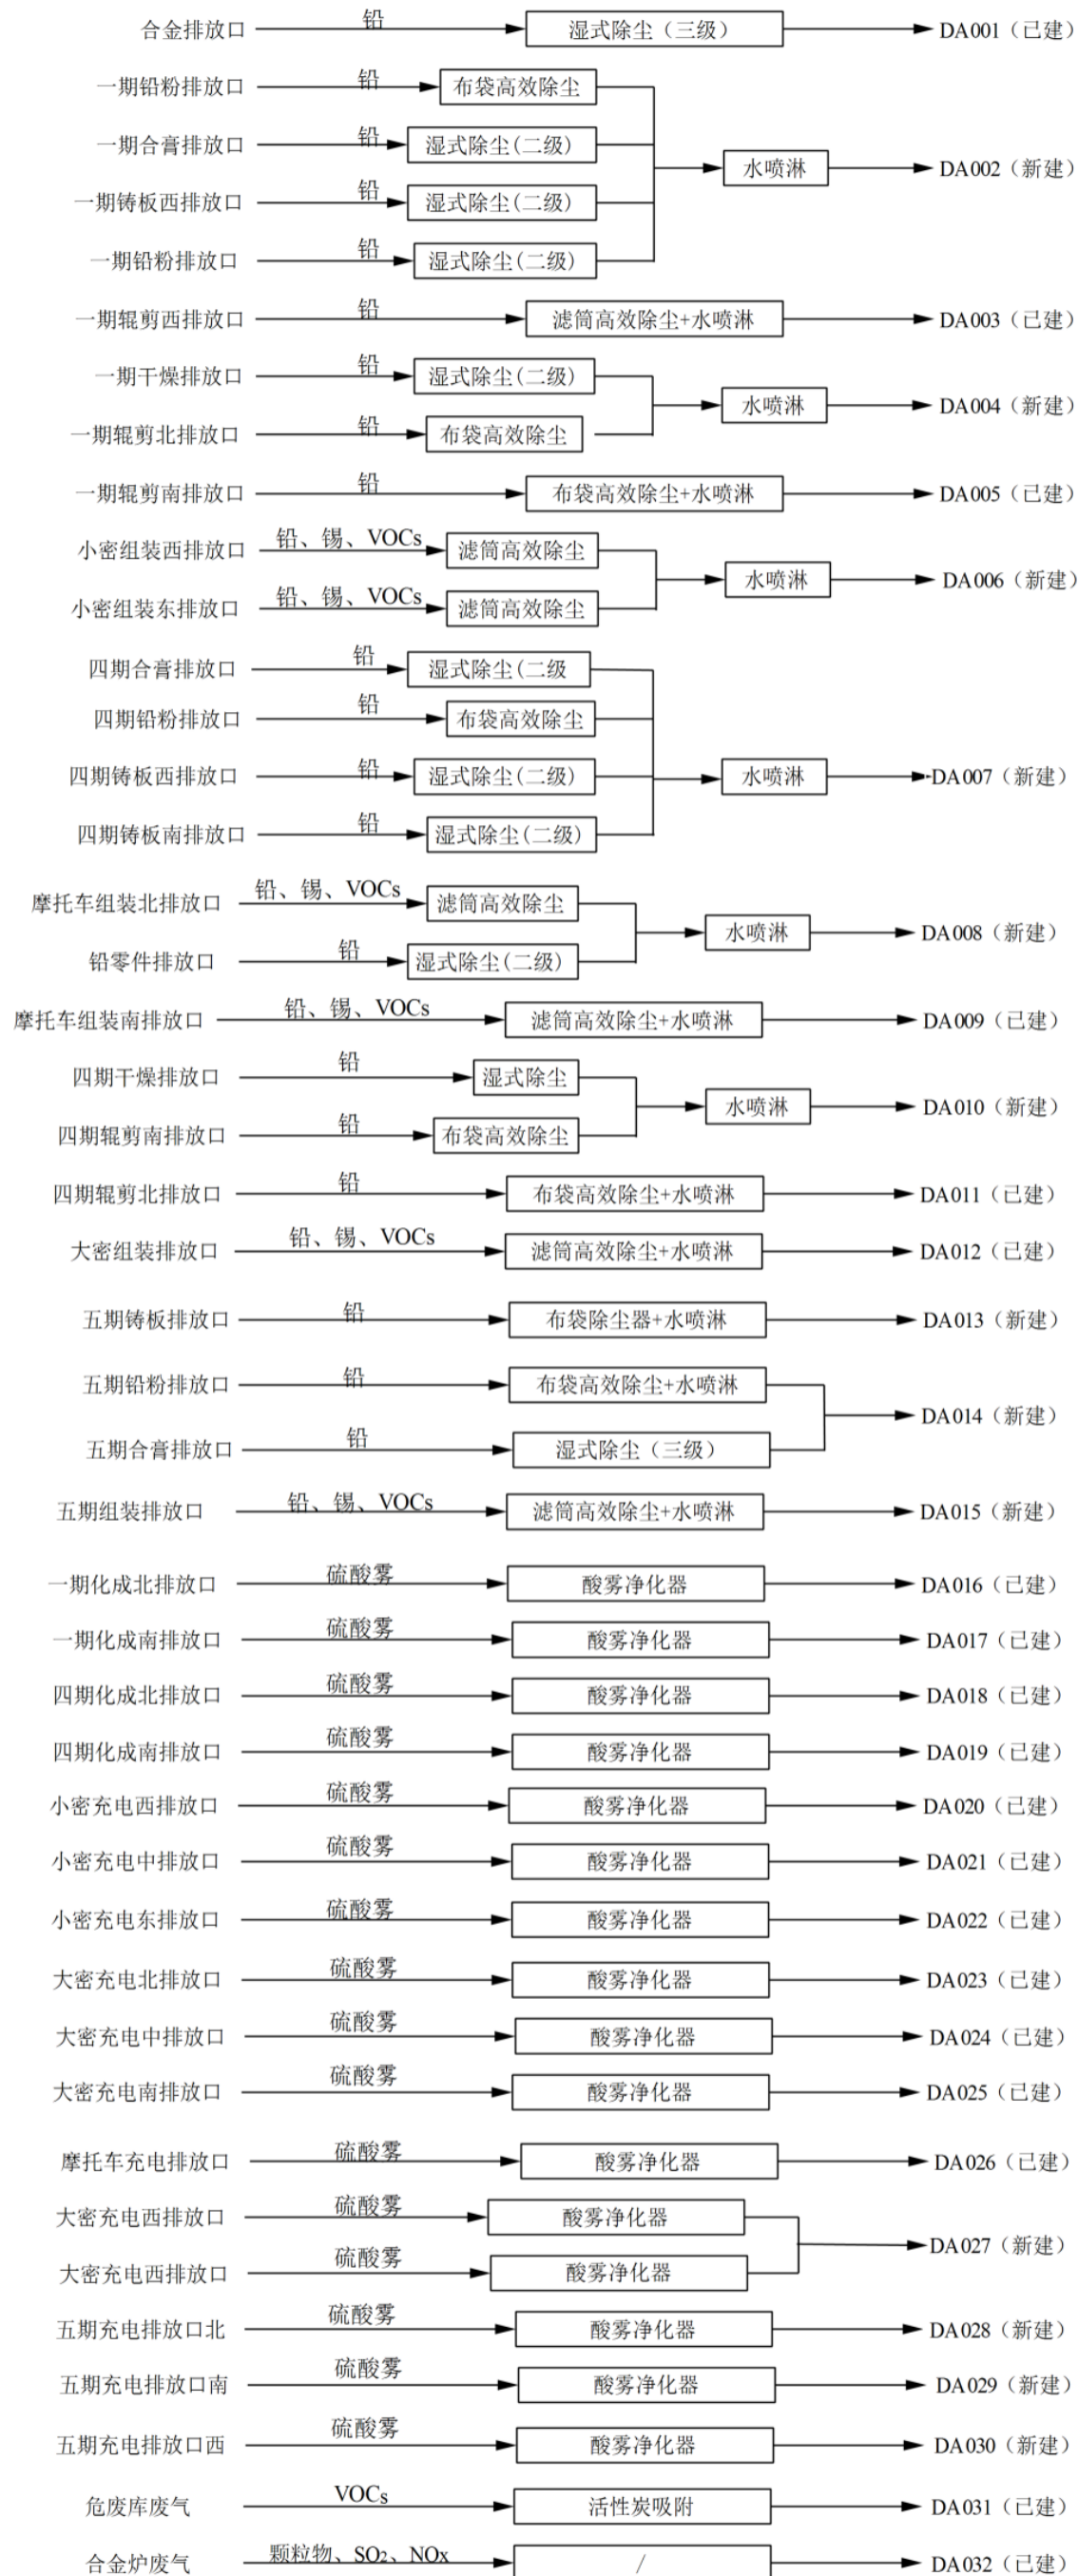 合金排放口 铅 湿式除尘（三级） DA001（已建）
一期铅粉排放口 铅 布袋高效除尘
一期合膏排放口 铅 湿式除尘(二级)
水喷淋 DA002（新建）
一期铸板西排放口 铅 湿式除尘(二级)
一期铅粉排放口 铅 湿式除尘(二级)
一期辊剪西排放口 铅 滤筒高效除尘+水喷淋 DA003（已建）
一期干燥排放口 铅 湿式除尘(二级)
水喷淋 DA004（新建）
一期辊剪北排放口 铅 布袋高效除尘
一期辊剪南排放口 铅 布袋高效除尘+水喷淋 DA005（已建）
小密组装西排放口 铅、锡、VOCs 滤筒高效除尘
水喷淋 DA006（新建）
小密组装东排放口 铅、锡、VOCs 滤筒高效除尘
四期合膏排放口 铅 湿式除尘(二级
四期铅粉排放口 铅 布袋高效除尘
四期铸板西排放口 铅 湿式除尘(二级) 水喷淋 DA007（新建）
四期铸板南排放口 铅 湿式除尘(二级)
摩托车组装北排放口 铅、锡、VOCs 滤筒高效除尘
水喷淋 DA008（新建）
铅零件排放口 铅 湿式除尘(二级)
摩托车组装南排放口 铅、锡、VOCs 滤筒高效除尘+水喷淋 DA009（已建）
四期干燥排放口 铅 湿式除尘
水喷淋 DA010（新建）
四期辊剪南排放口 铅 布袋高效除尘
四期辊剪北排放口 铅 布袋高效除尘+水喷淋 DA011（已建）
大密组装排放口 铅、锡、VOCs 滤筒高效除尘+水喷淋 DA012（已建）
五期铸板排放口 铅 布袋除尘器+水喷淋 DA013（新建）
五期铅粉排放口 铅 布袋高效除尘+水喷淋
DA014（新建）
五期合膏排放口 铅 湿式除尘（三级）
五期组装排放口 铅、锡、VOCs 滤筒高效除尘+水喷淋 DA015（新建）
一期化成北排放口 硫酸雾 酸雾净化器 DA016（已建）
一期化成南排放口 硫酸雾 酸雾净化器 DA017（已建）
四期化成北排放口 硫酸雾 酸雾净化器 DA018（已建）
四期化成南排放口 硫酸雾 酸雾净化器 DA019（已建）
小密充电西排放口 硫酸雾 酸雾净化器 DA020（已建）
小密充电中排放口 硫酸雾 酸雾净化器 DA021（已建）
小密充电东排放口 硫酸雾 酸雾净化器 DA022（已建）
大密充电北排放口 硫酸雾 酸雾净化器 DA023（已建）
大密充电中排放口 硫酸雾 酸雾净化器 DA024（已建）
大密充电南排放口 硫酸雾 酸雾净化器 DA025（已建）
摩托车充电排放口 硫酸雾 酸雾净化器 DA026（已建）
大密充电西排放口 硫酸雾 酸雾净化器
DA027（新建）
大密充电西排放口 硫酸雾 酸雾净化器
五期充电排放口北 硫酸雾 酸雾净化器 DA028（新建）
五期充电排放口南 硫酸雾 酸雾净化器 DA029（新建）
五期充电排放口西 硫酸雾 酸雾净化器 DA030（新建）
危废库废气 VOCs 活性炭吸附 DA031（已建）
合金炉废气 颗粒物、SO₂、NOx / DA032（已建）